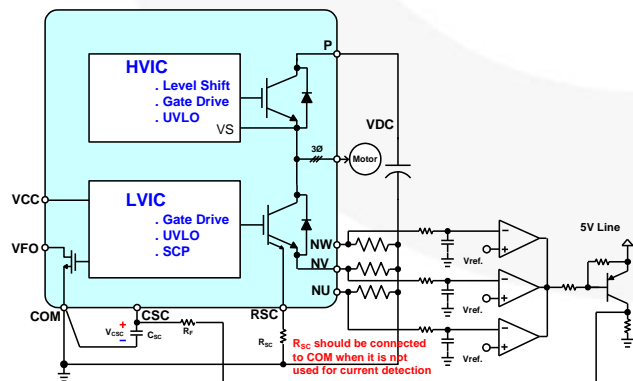 P
HVIC
. Level Shift
. Gate Drive
. UVLO
VS
VDC
3Ø
Motor
VCC
LVIC
. Gate Drive
. UVLO
. SCP
VFO
NW
NV
NU
5V Line
Vref.
Vref.
Vref.
COM
CSC
RSC
VCSC
CSC
RF
RSC
RSC should be connected
to COM when it is not
used for current detection
+
−
−
+
−
+
−
+